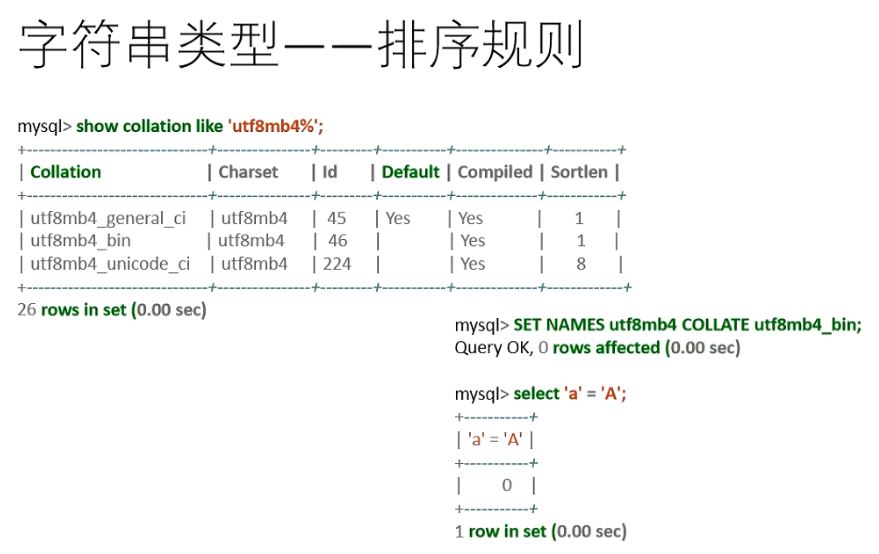 字符串类型——排序规则
mysql> show collation like 'utf8mb4%';
+--------------------------------+----------------+---------+-----------+---------------+-----------+
| Collation | Charset | Id | Default | Compiled | Sortlen |
+--------------------------------+----------------+---------+-----------+---------------+-----------+
| utf8mb4_general_ci | utf8mb4 | 45 | Yes | Yes | 1 |
| utf8mb4_bin | utf8mb4 | 46 | | Yes | 1 |
| utf8mb4_unicode_ci | utf8mb4 | 224 | | Yes | 8 |
+--------------------------------+----------------+---------+-----------+---------------+-----------+
26 rows in set (0.00 sec)
mysql> SET NAMES utf8mb4 COLLATE utf8mb4_bin;
Query OK, 0 rows affected (0.00 sec)
mysql> select 'a' = 'A';
+-----------+
| 'a' = 'A' |
+-----------+
| 0 |
+-----------+
1 row in set (0.00 sec)